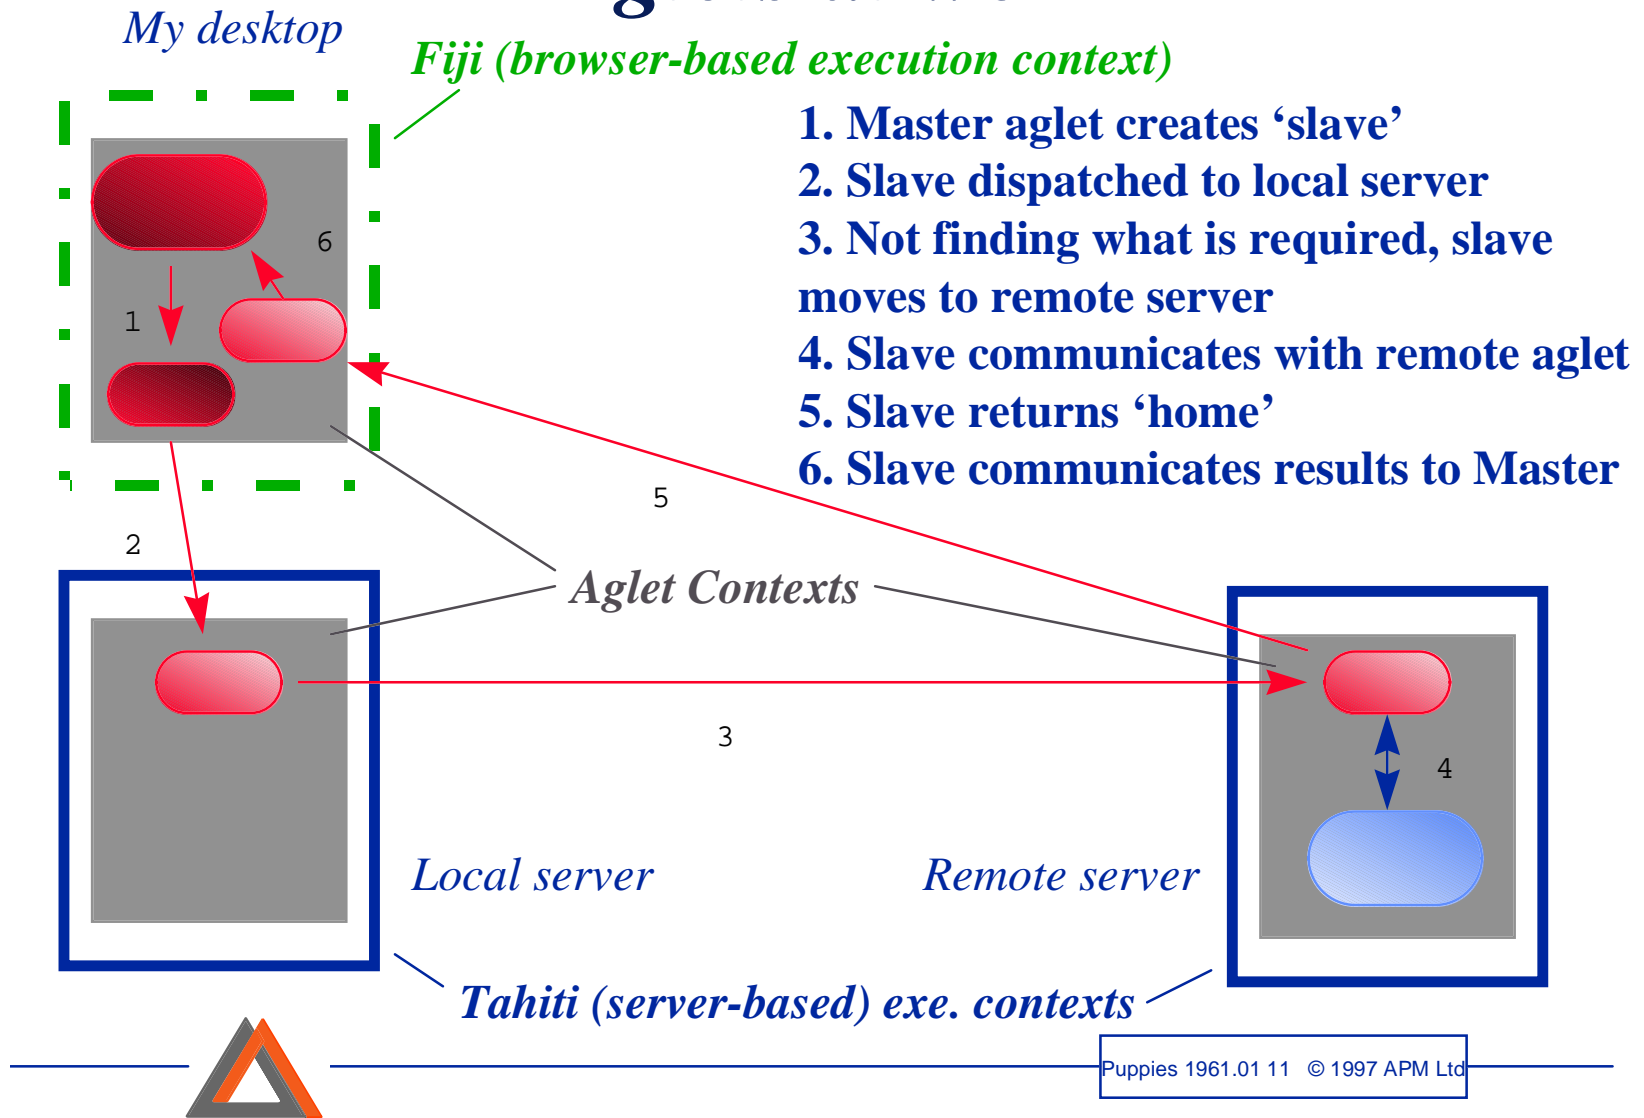 My desktop
Fiji (browser-based execution context)
1. Master aglet creates ‘slave’
2. Slave dispatched to local server
3. Not finding what is required, slave
moves to remote server
4. Slave communicates with remote aglet
5. Slave returns ‘home’
6. Slave communicates results to Master
6
1
5
2
Aglet Contexts
3
4
Local server
Remote server
Tahiti (server-based) exe. contexts
Puppies 1961.01 11 © 1997 APM Ltd